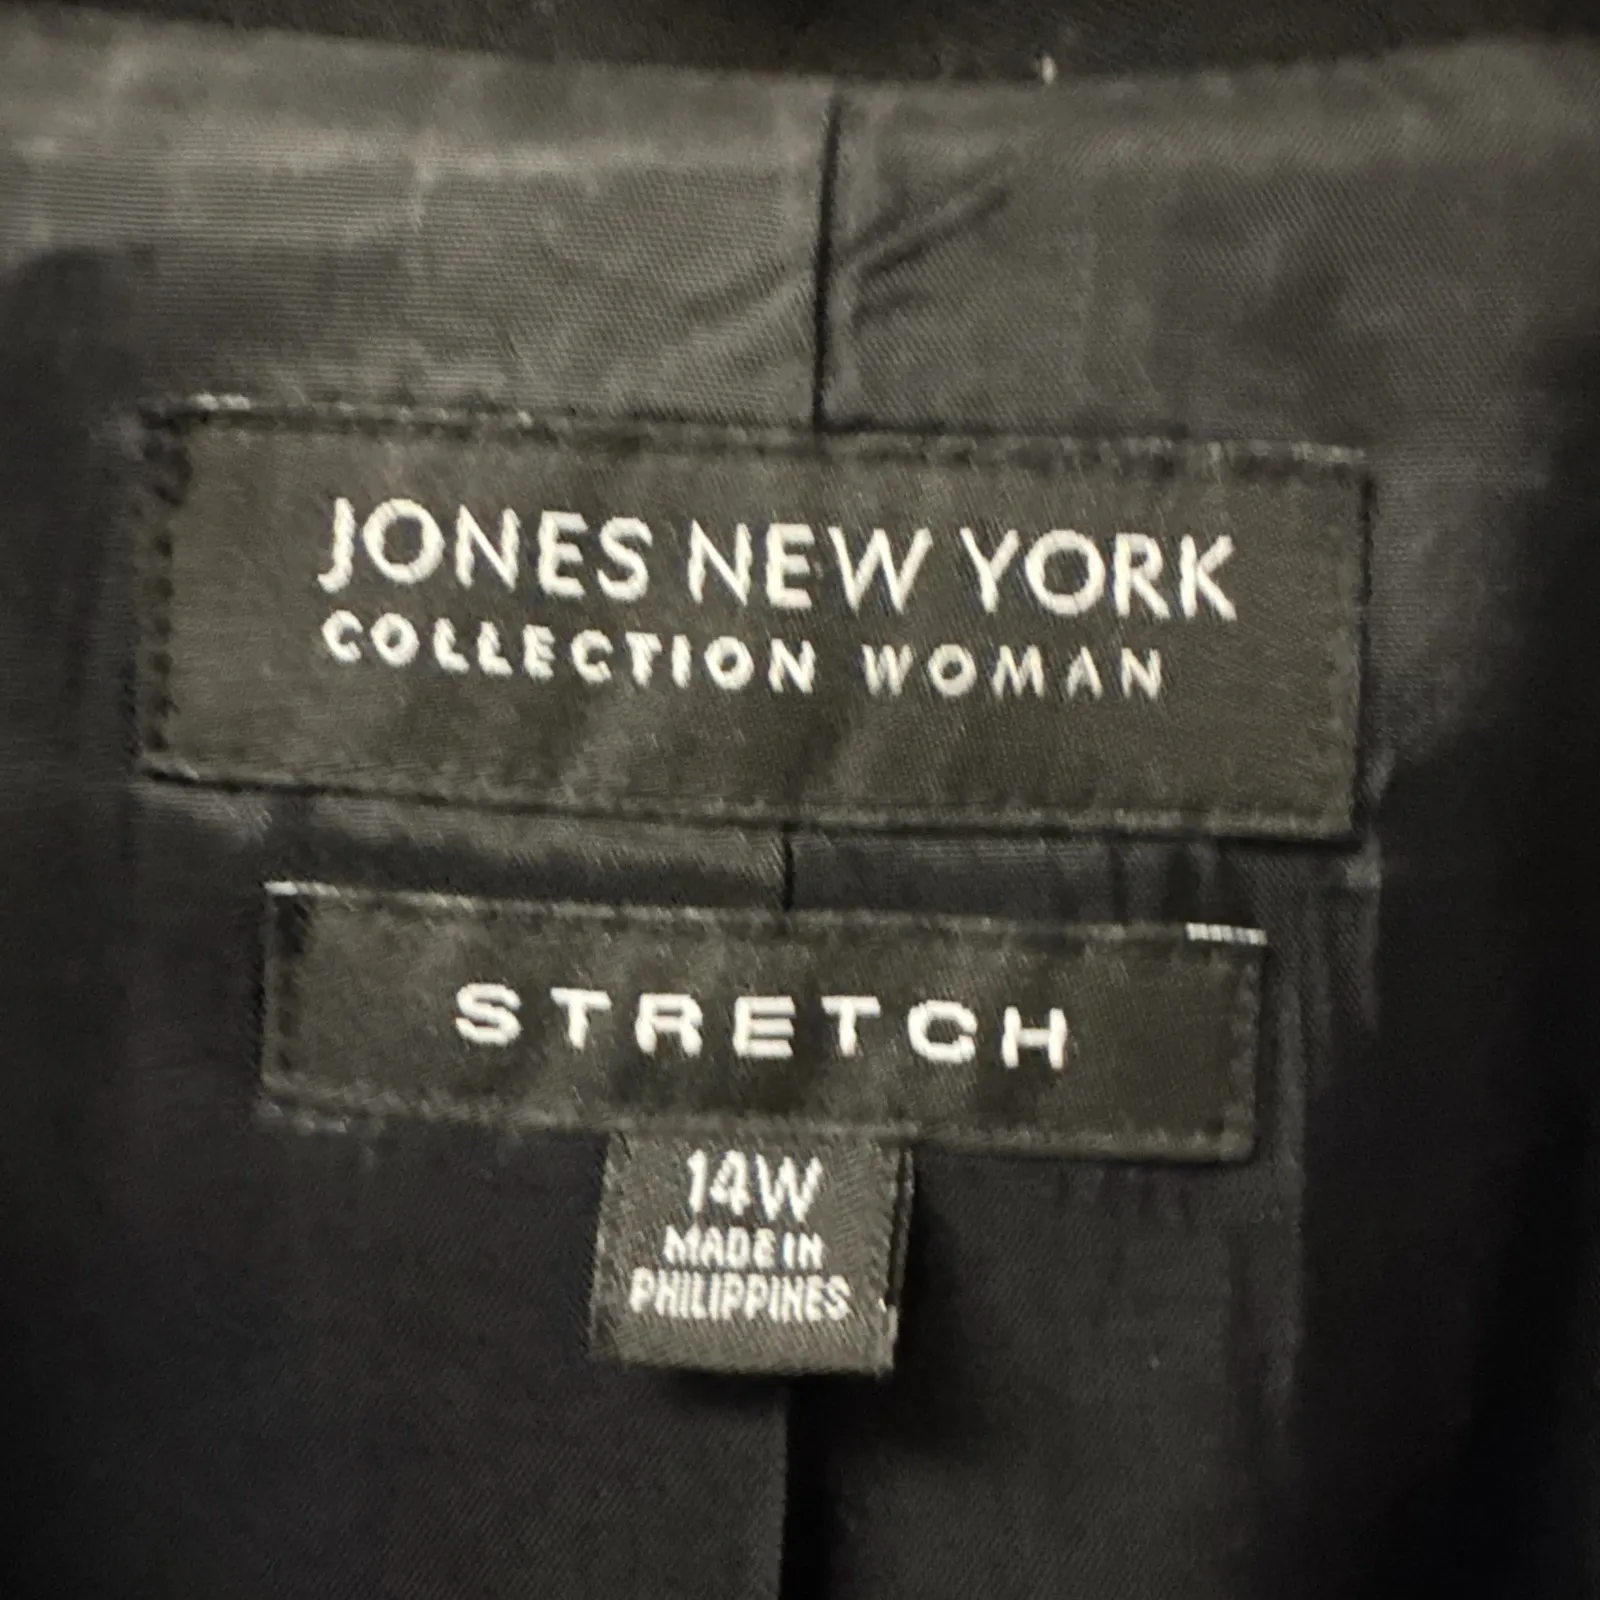 JONES NEW YORK
COLLECTION WOMAN
STRETCH
14W
MADE IN
PHILIPPINES